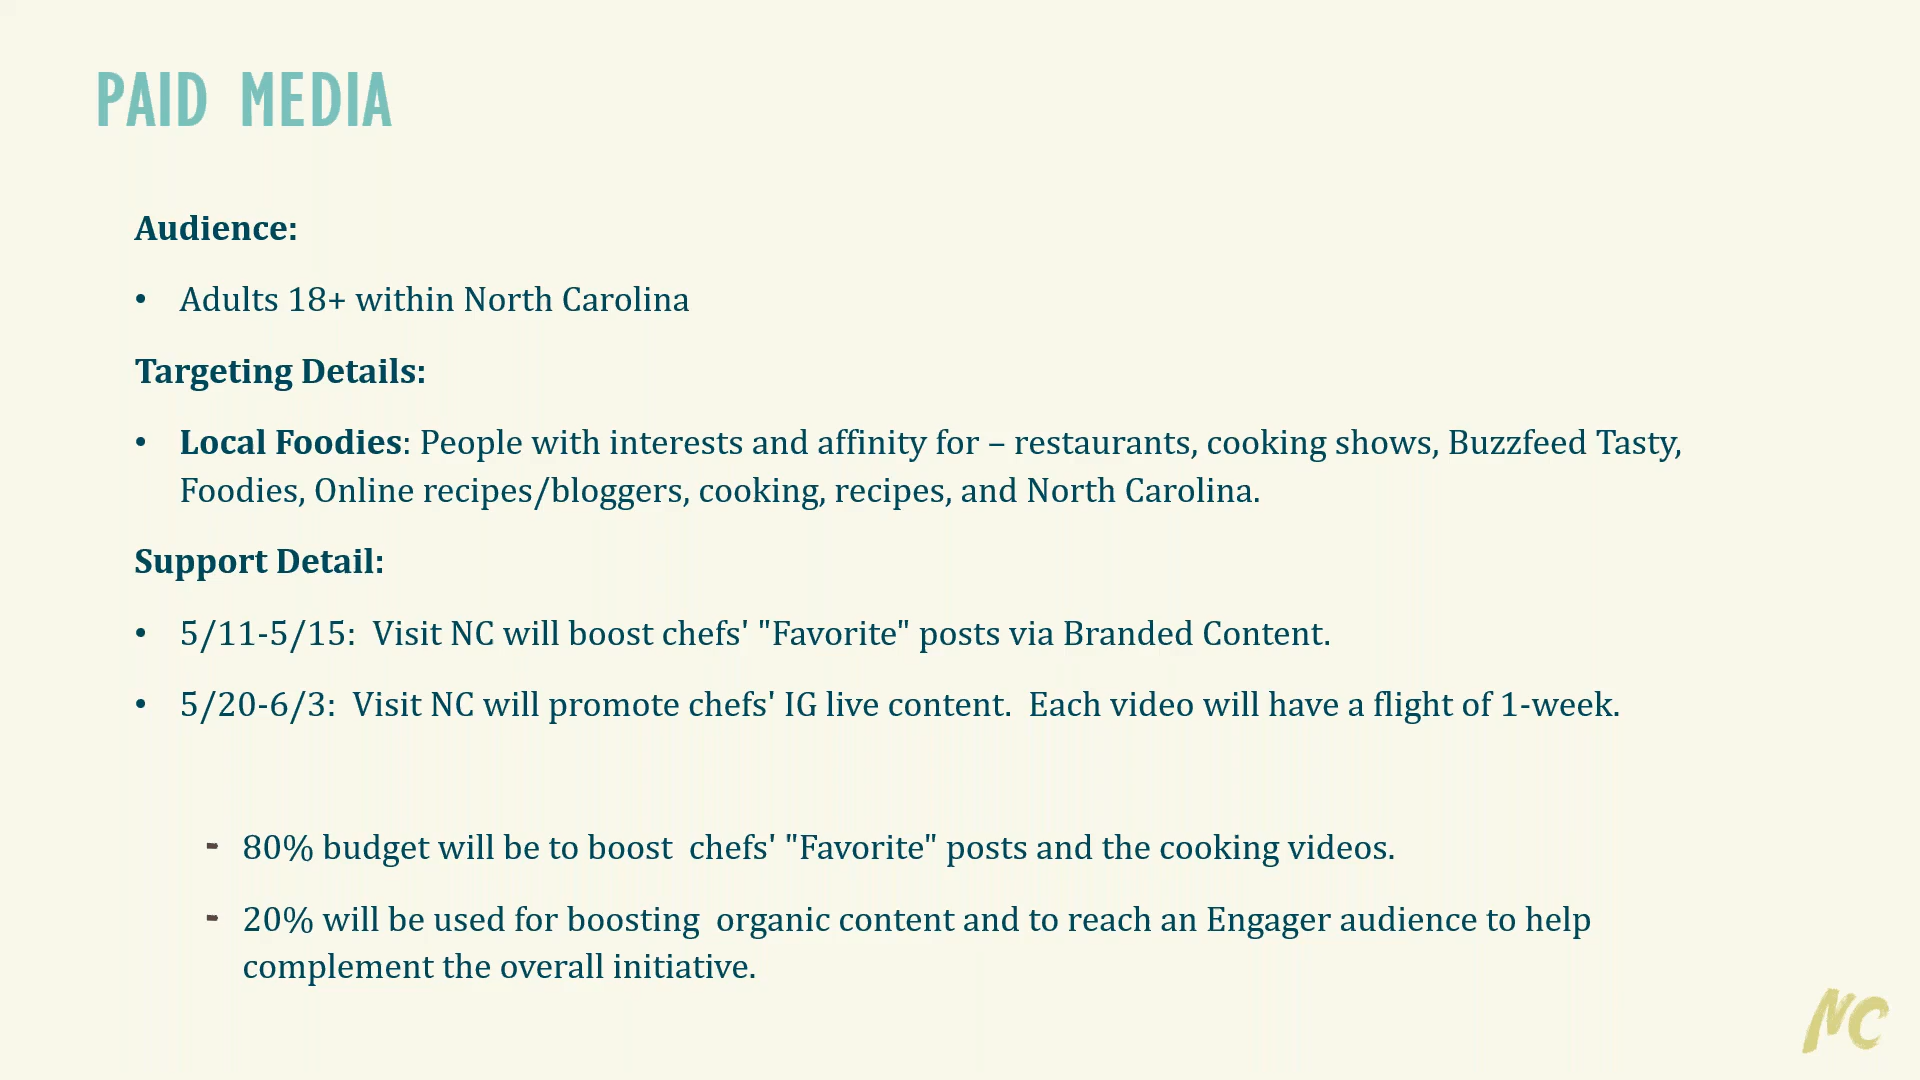 PAID MEDIA
Audience:
• Adults 18+ within North Carolina
Targeting Details:
• Local Foodies: People with interests and affinity for – restaurants, cooking shows, Buzzfeed Tasty,
Foodies, Online recipes/bloggers, cooking, recipes, and North Carolina.
Support Detail:
• 5/11-5/15:  Visit NC will boost chefs' "Favorite" posts via Branded Content.
• 5/20-6/3:  Visit NC will promote chefs' IG live content.  Each video will have a flight of 1-week.
- 80% budget will be to boost  chefs' "Favorite" posts and the cooking videos.
- 20% will be used for boosting  organic content and to reach an Engager audience to help
complement the overall initiative.
NC